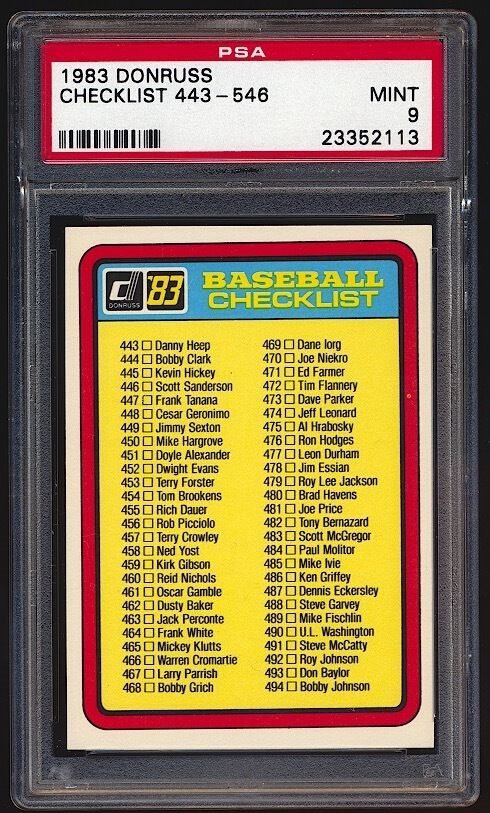 PSA
1983 DONRUSS
CHECKLIST 443-546
MINT
9
23352113
DONRUSS
'83
BASEBALL
CHECKLIST
443 Danny Heep
444 Bobby Clark
445 Kevin Hickey
446 Scott Sanderson
447 Frank Tanana
448 Cesar Geronimo
449 Jimmy Sexton
450 Mike Hargrove
451 Doyle Alexander
452 Dwight Evans
453 Terry Forster
454 Tom Brookens
455 Rich Dauer
456 Rob Picciolo
457 Terry Crowley
458 Ned Yost
459 Kirk Gibson
460 Reid Nichols
461 Oscar Gamble
462 Dusty Baker
463 Jack Perconte
464 Frank White
465 Mickey Klutts
466 Warren Cromartie
467 Larry Parrish
468 Bobby Grich
469 Dane Iorg
470 Joe Niekro
471 Ed Farmer
472 Tim Flannery
473 Dave Parker
474 Jeff Leonard
475 Al Hrabosky
476 Ron Hodges
477 Leon Durham
478 Jim Essian
479 Roy Lee Jackson
480 Brad Havens
481 Joe Price
482 Tony Bernazard
483 Scott McGregor
484 Paul Molitor
485 Mike Ivie
486 Ken Griffey
487 Dennis Eckersley
488 Steve Garvey
489 Mike Fischlin
490 U.L. Washington
491 Steve McCatty
492 Roy Johnson
493 Don Baylor
494 Bobby Johnson